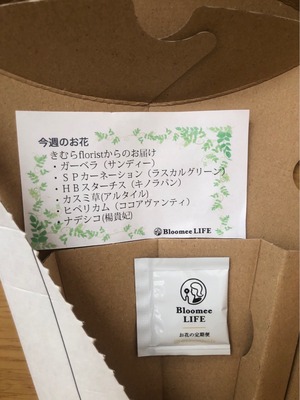 今週のお花
きむらfloristからのお届け
・ガーベラ（サンディー）
・ＳＰカーネーション（ラスカルグリーン）
・ＨＢスターチス（キノラバン）
・カスミ草(アルタイル）
・ヒペリカム（ココアヴァンティ）
・ナデシコ(楊貴妃)
Bloomee LIFE
Bloomee
LIFE
お花の定期便